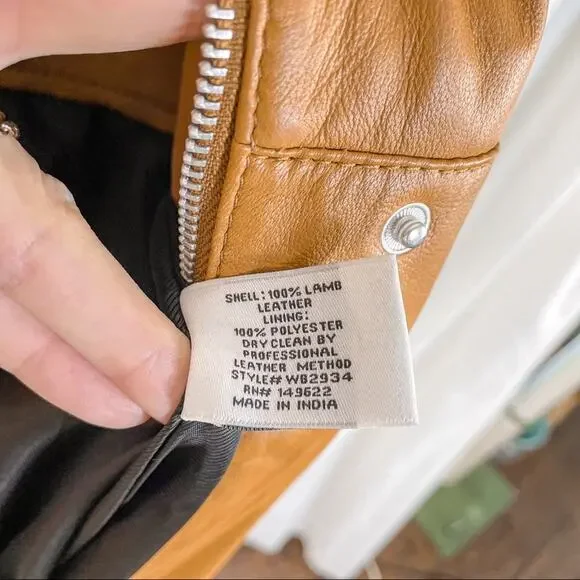 SHELL: 100% LAMB
LEATHER
LINING:
100% POLYESTER
DRY CLEAN BY
PROFESSIONAL
LEATHER METHOD
STYLE# WB2934
RN# 149622
MADE IN INDIA